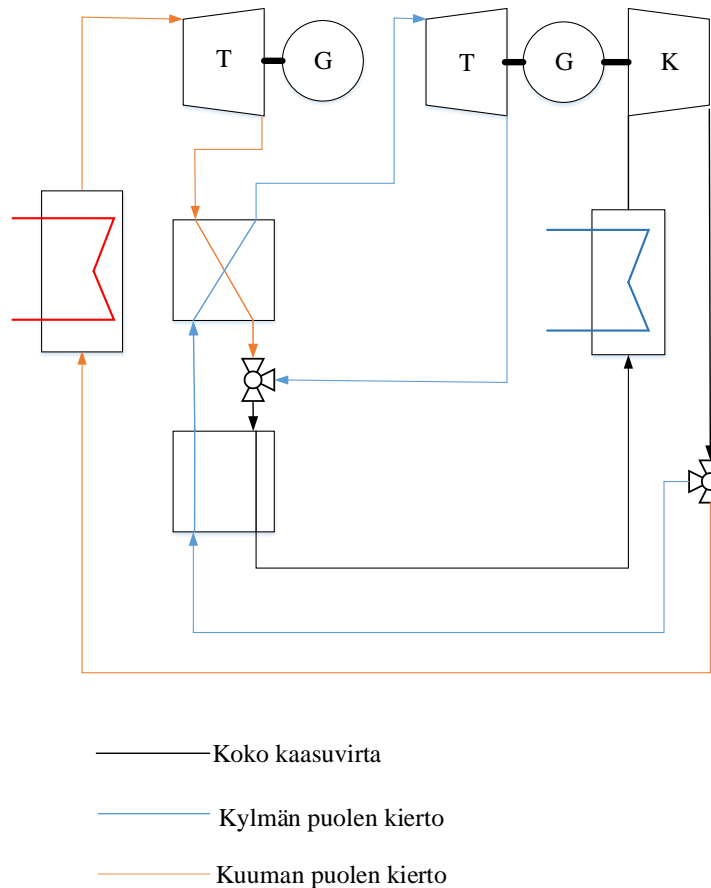 T
G
T
G
K
Koko kaasuvirta
Kylmän puolen kierto
Kuuman puolen kierto